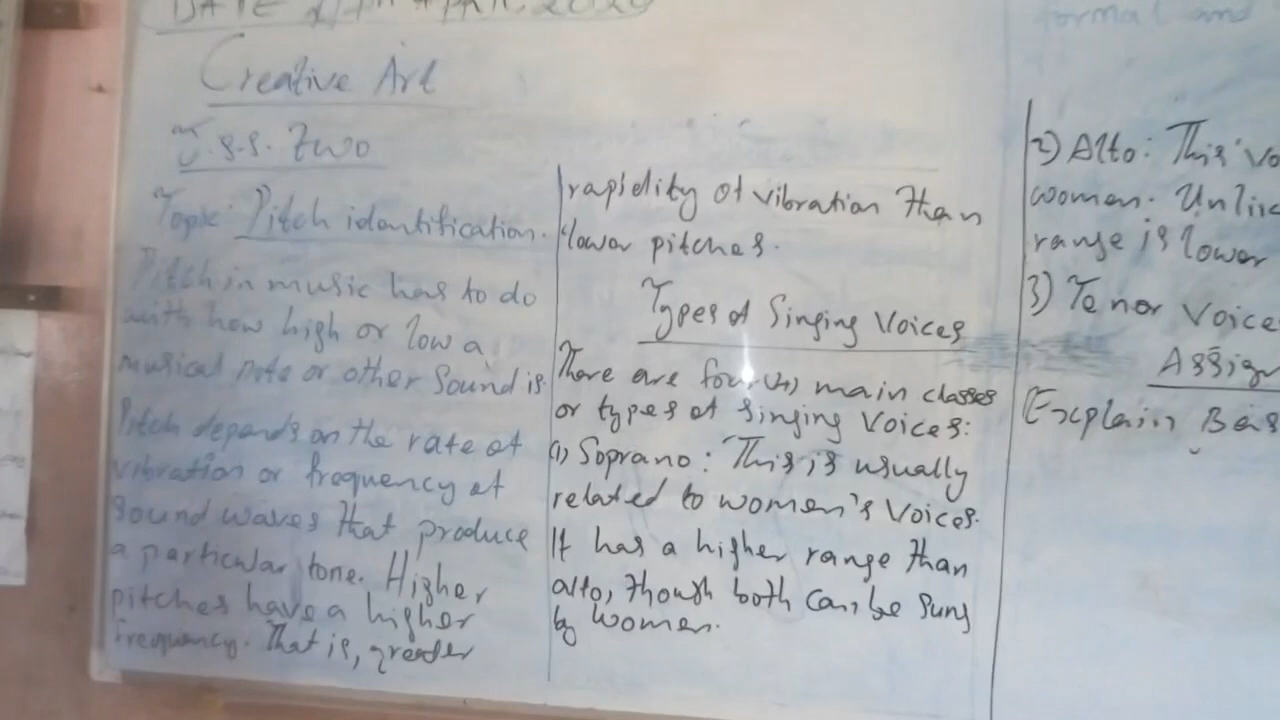 Creative Art
J.S.S. Two
Topic: Pitch identification.
Pitch in music has to do
with how high or low a
musical note or other sound is
Pitch depends on the rate of
vibration or frequency of
sound waves that produce
a particular tone. Higher
pitches have a higher
frequency. That is, greater
rapidity of vibration than
lower pitches.
Types of Singing Voices
There are four (4) main classes
or types of singing voices:
(1) Soprano: This is usually
related to women's voices.
It has a higher range than
alto, though both can be sung
by women.
formal and
2) Alto: This vo
women. Unlik
range is lower
3) Tenor Voice
Assign
Explain Bas